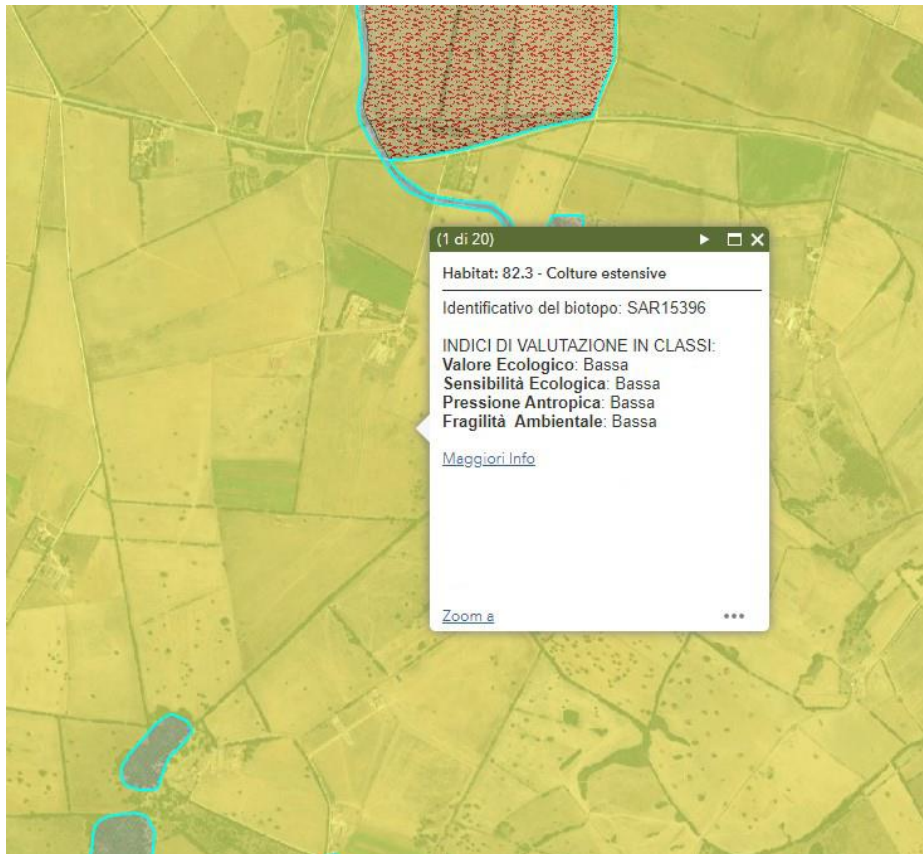 (1 di 20)
Habitat: 82.3 - Colture estensive
Identificativo del biotopo: SAR15396
INDICI DI VALUTAZIONE IN CLASSI:
Valore Ecologico: Bassa
Sensibilità Ecologica: Bassa
Pressione Antropica: Bassa
Fragilità Ambientale: Bassa
Maggiori Info
Zoom a